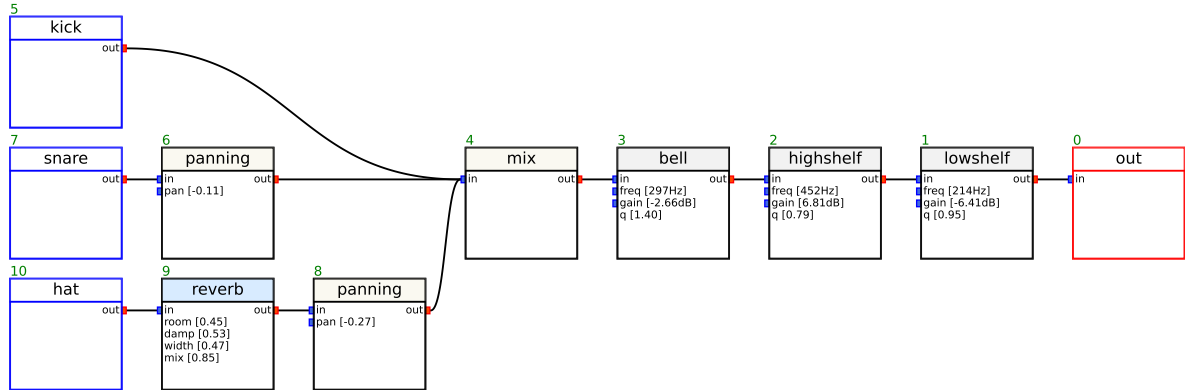 5
kick
out
7
snare
out
6
panning
in
out
pan [-0.11]
4
mix
in
out
3
bell
in
out
freq [297Hz]
gain [-2.66dB]
q [1.40]
2
highshelf
in
out
freq [452Hz]
gain [6.81dB]
q [0.79]
1
lowshelf
in
out
freq [214Hz]
gain [-6.41dB]
q [0.95]
0
out
in
10
hat
out
9
reverb
in
out
room [0.45]
damp [0.53]
width [0.47]
mix [0.85]
8
panning
in
out
pan [-0.27]